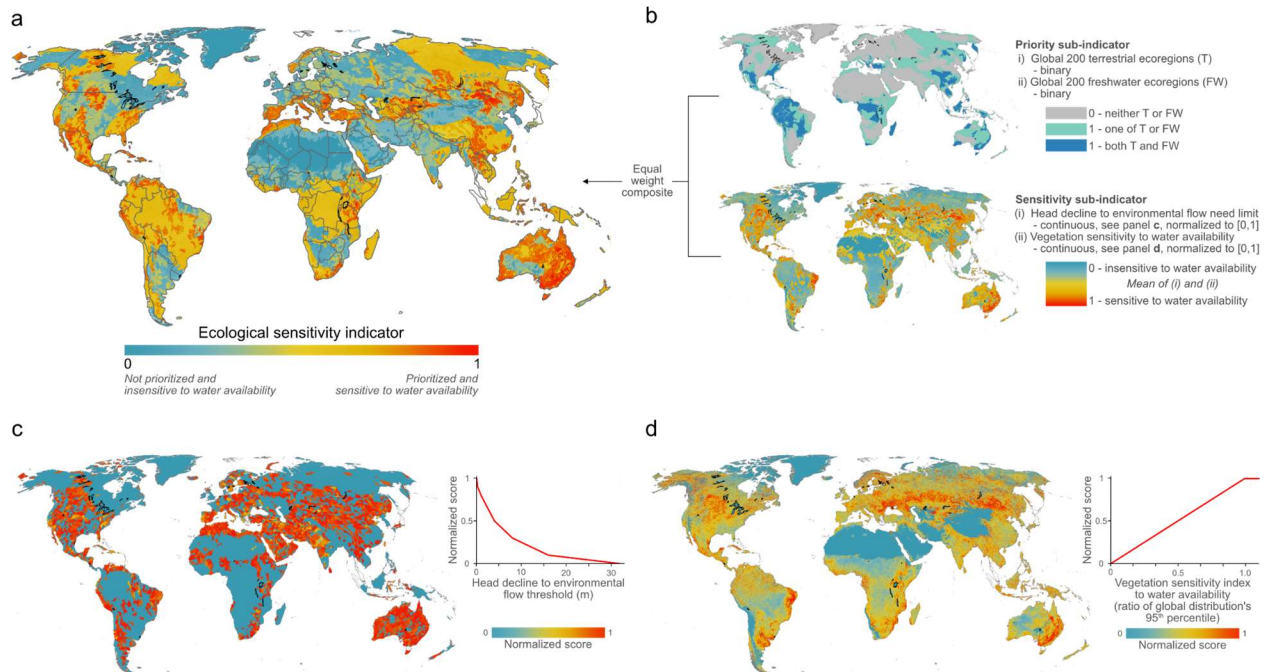 a
Ecological sensitivity indicator
0
1
Not prioritized and
insensitive to water availability
Prioritized and
sensitive to water availability
Equal
weight
composite
b
Priority sub-indicator
i) Global 200 terrestrial ecoregions (T)
- binary
ii) Global 200 freshwater ecoregions (FW)
- binary
0 - neither T or FW
1 - one of T or FW
1 - both T and FW
Sensitivity sub-indicator
(i) Head decline to environmental flow need limit
- continuous, see panel c, normalized to [0,1]
(ii) Vegetation sensitivity to water availability
- continuous, see panel d, normalized to [0,1]
0 - insensitive to water availability
Mean of (i) and (ii)
1 - sensitive to water availability
c
Normalized score
1
0.5
0
0
10
20
30
Head decline to environmental
flow threshold (m)
0
1
Normalized score
d
Normalized score
1
0.5
0
0
1.0
Vegetation sensitivity index
to water availability
(ratio of global distribution's
95th percentile)
0
1
Normalized score